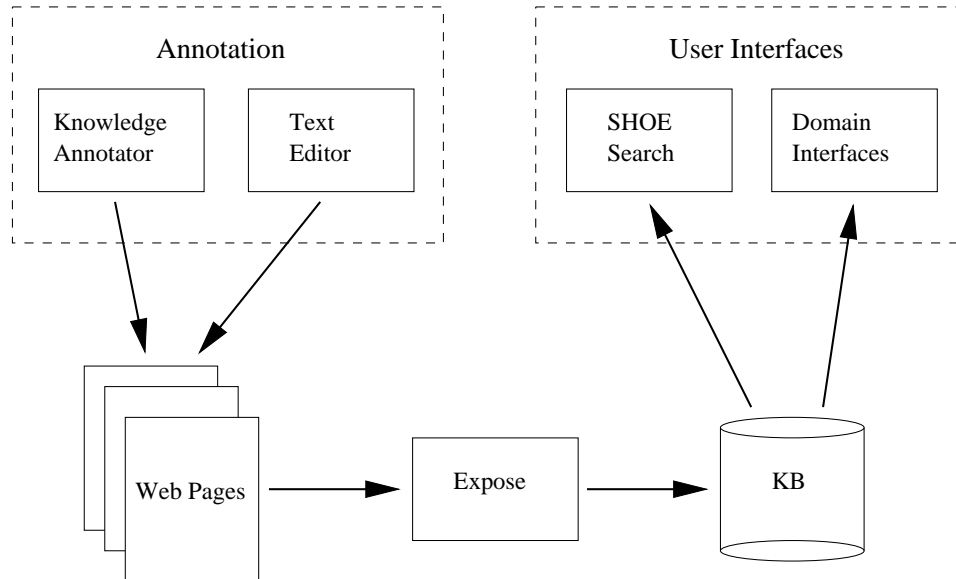 Annotation
Knowledge
Annotator
Text
Editor
User Interfaces
SHOE
Search
Domain
Interfaces
Web Pages
Expose
KB